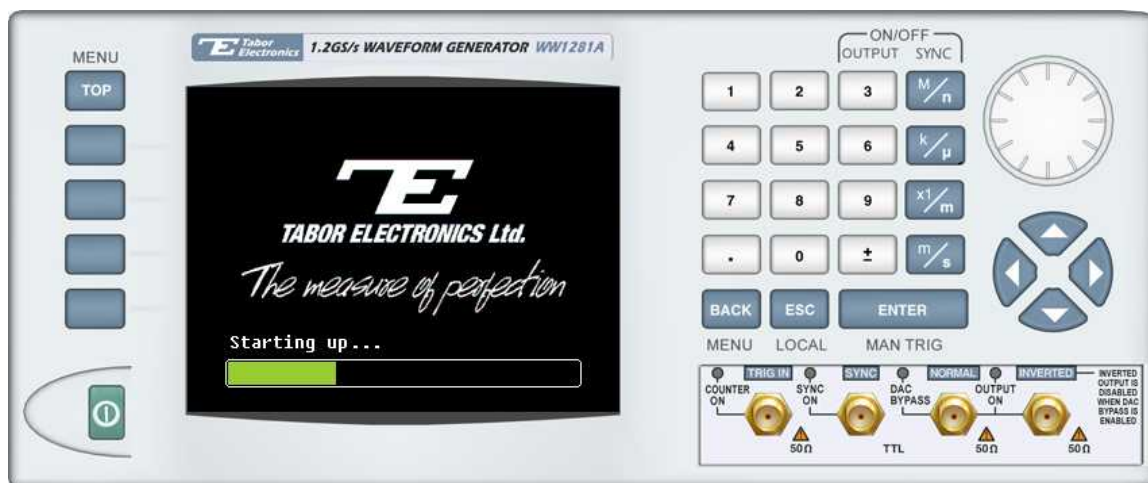 MENU
TOP
Tabor Electronics 1.2GS/s WAVEFORM GENERATOR WW1281A
TE
TABOR ELECTRONICS Ltd.
The measure of perfection
Starting up...
ON/OFF
OUTPUT SYNC
1 2 3 M/n
4 5 6 k/µ
7 8 9 x1/m
. 0 ± m/s
BACK ESC ENTER
MENU LOCAL MAN TRIG
TRIG IN SYNC NORMAL INVERTED
COUNTER ON
SYNC ON
DAC BYPASS
OUTPUT ON
INVERTED
OUTPUT IS
DISABLED
WHEN DAC
BYPASS IS
ENABLED
50Ω TTL 50Ω 50Ω